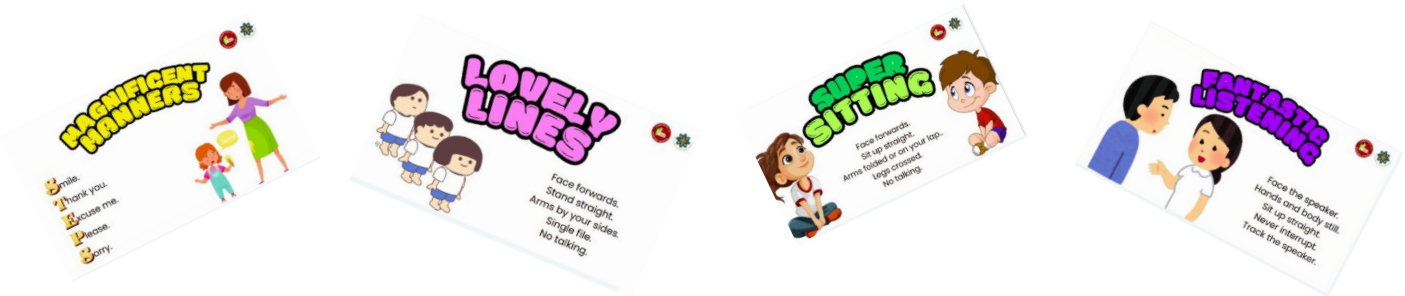 MAGNIFICENT
MANNERS
Smile.
Thank you.
Excuse me.
Please.
Sorry.
LOVELY
LINES
Face forwards.
Stand straight.
Arms by your sides.
Single file.
No talking.
SUPER
SITTING
Face forwards.
Sit up straight.
Arms folded or on your lap..
Legs crossed.
No talking.
FANTASTIC
LISTENING
Face the speaker.
Hands and body still.
Sit up straight.
Never interrupt.
Track the speaker.